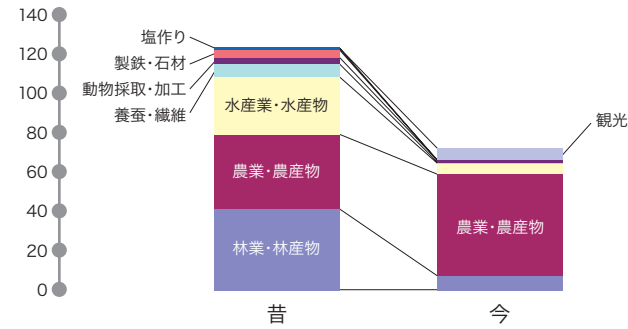 140
120
100
80
60
40
20
0
塩作り
製鉄・石材
動物採取・加工
養蚕・繊維
水産業・水産物
農業・農産物
林業・林産物
観光
農業・農産物
昔
今